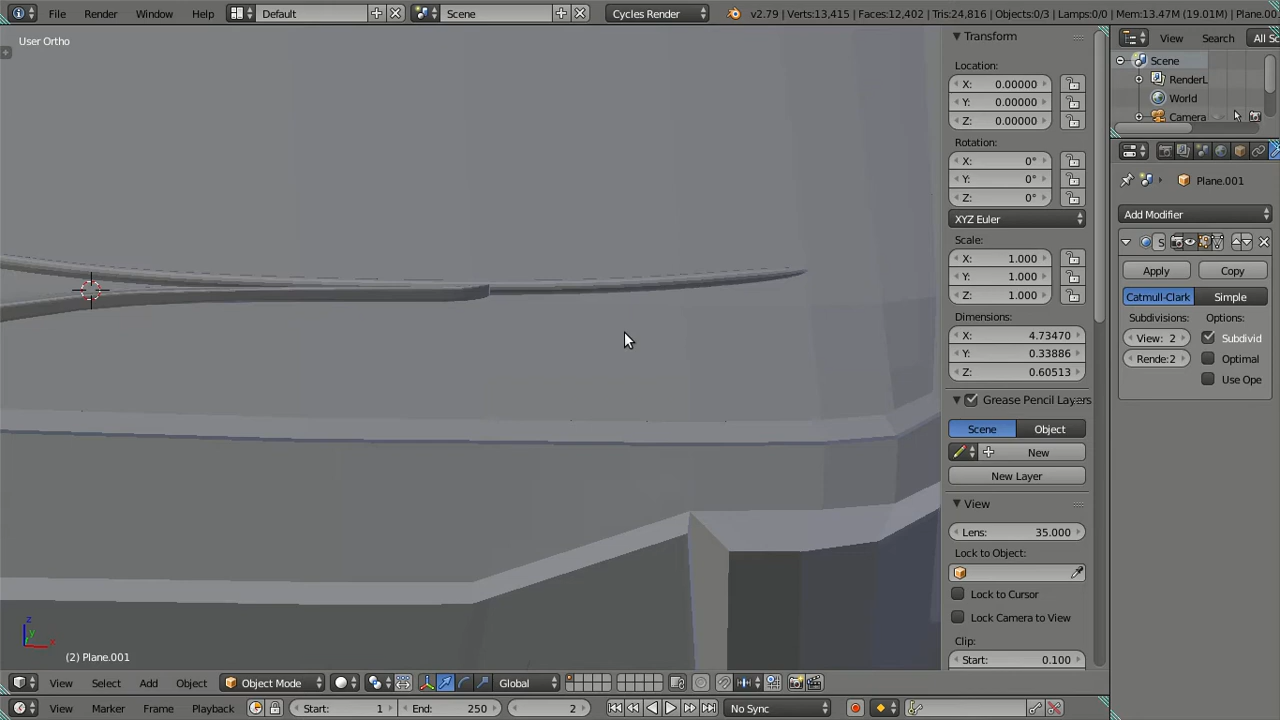 File Render Window Help Default Scene Cycles Render v2.79 | Verts:13,415 | Faces:12,402 | Tris:24,816 | Objects:0/3 | Lamps:0/0 | Mem:13.47M (19.01M) | Plane.00
User Ortho
Transform
Location:
X: 0.00000
Y: 0.00000
Z: 0.00000
Rotation:
X: 0°
Y: 0°
Z: 0°
XYZ Euler
Scale:
X: 1.000
Y: 1.000
Z: 1.000
Dimensions:
X: 4.73470
Y: 0.33886
Z: 0.60513
Grease Pencil Layers
Scene Object
New
New Layer
View
Lens: 35.000
Lock to Object:
Lock to Cursor
Lock Camera to View
Clip:
Start: 0.100
View Search All Sc
Scene
RenderL
World
Camera
Plane.001
Add Modifier
S
Apply Copy
Catmull-Clark Simple
Subdivisions: Options:
View: 2 Subdivid
Rende:2 Optimal
Use Ope
z
y
x
(2) Plane.001
View Select Add Object Object Mode Global
View Marker Frame Playback Start: 1 End: 250 2 No Sync